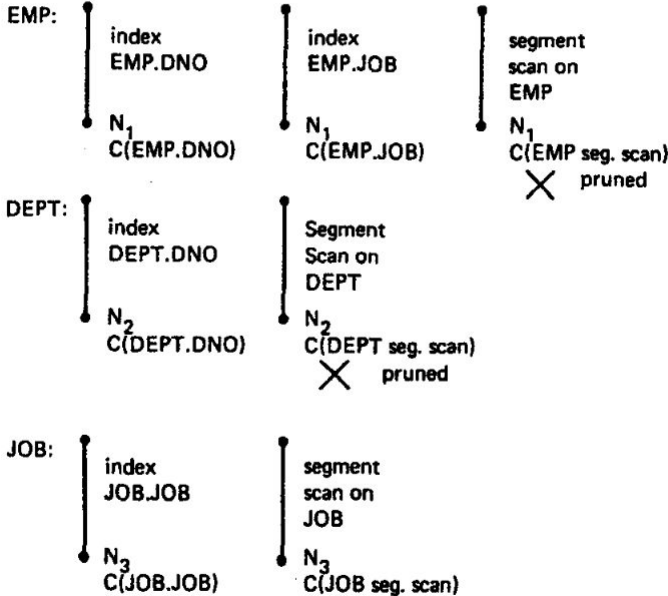 EMP:
index
EMP.DNO
N1
C(EMP.DNO)
index
EMP.JOB
N1
C(EMP.JOB)
segment
scan on
EMP
N1
C(EMP seg. scan)
pruned
DEPT:
index
DEPT.DNO
N2
C(DEPT.DNO)
Segment
Scan on
DEPT
N2
C(DEPT seg. scan)
pruned
JOB:
index
JOB.JOB
N3
C(JOB.JOB)
segment
scan on
JOB
N3
C(JOB seg. scan)